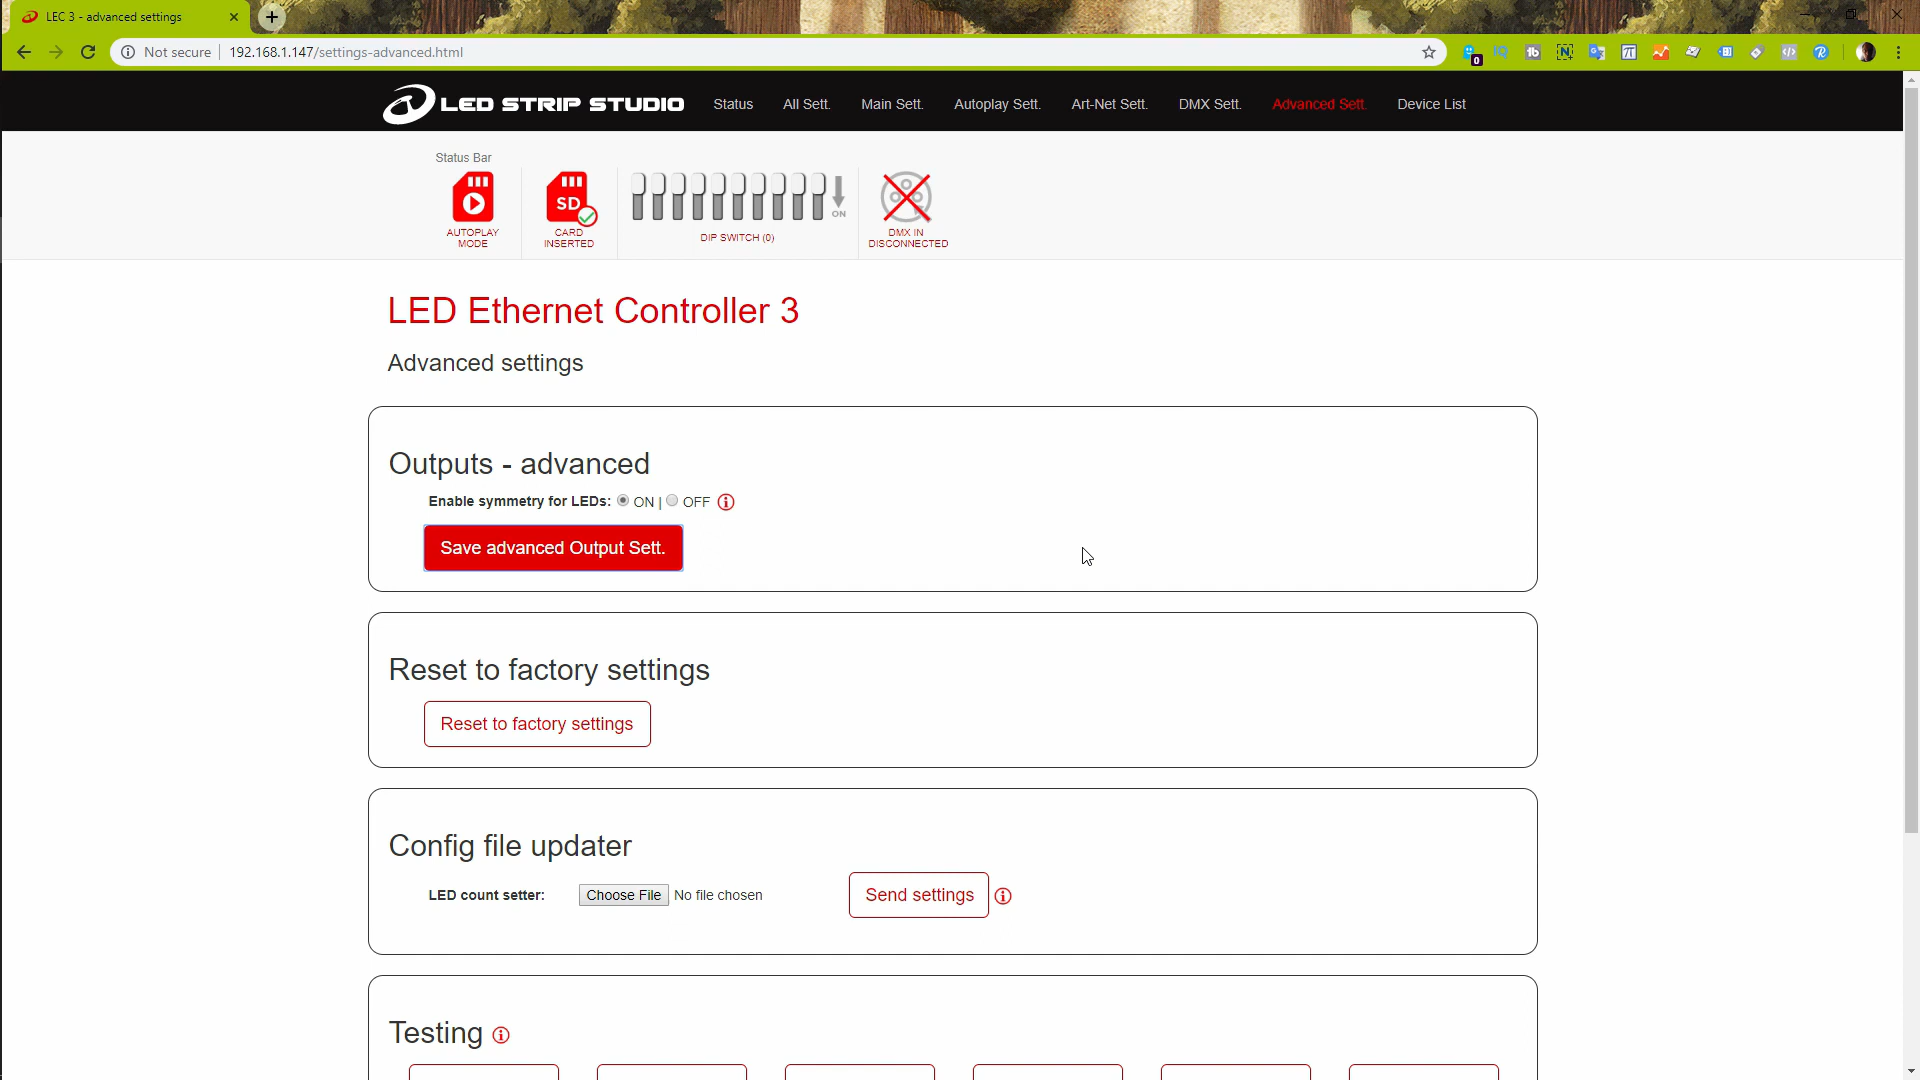 LEC 3 - advanced settings
Not secure
192.168.1.147/settings-advanced.html
0
LED STRIP STUDIO
Status
All Sett.
Main Sett.
Autoplay Sett.
Art-Net Sett.
DMX Sett.
Advanced Sett.
Device List
Status Bar
SD
ON
AUTOPLAY MODE
CARD INSERTED
DIP SWITCH (0)
DMX IN DISCONNECTED
LED Ethernet Controller 3
Advanced settings
Outputs - advanced
Enable symmetry for LEDs: ON | OFF
Save advanced Output Sett.
Reset to factory settings
Reset to factory settings
Config file updater
LED count setter: Choose File No file chosen Send settings
Testing